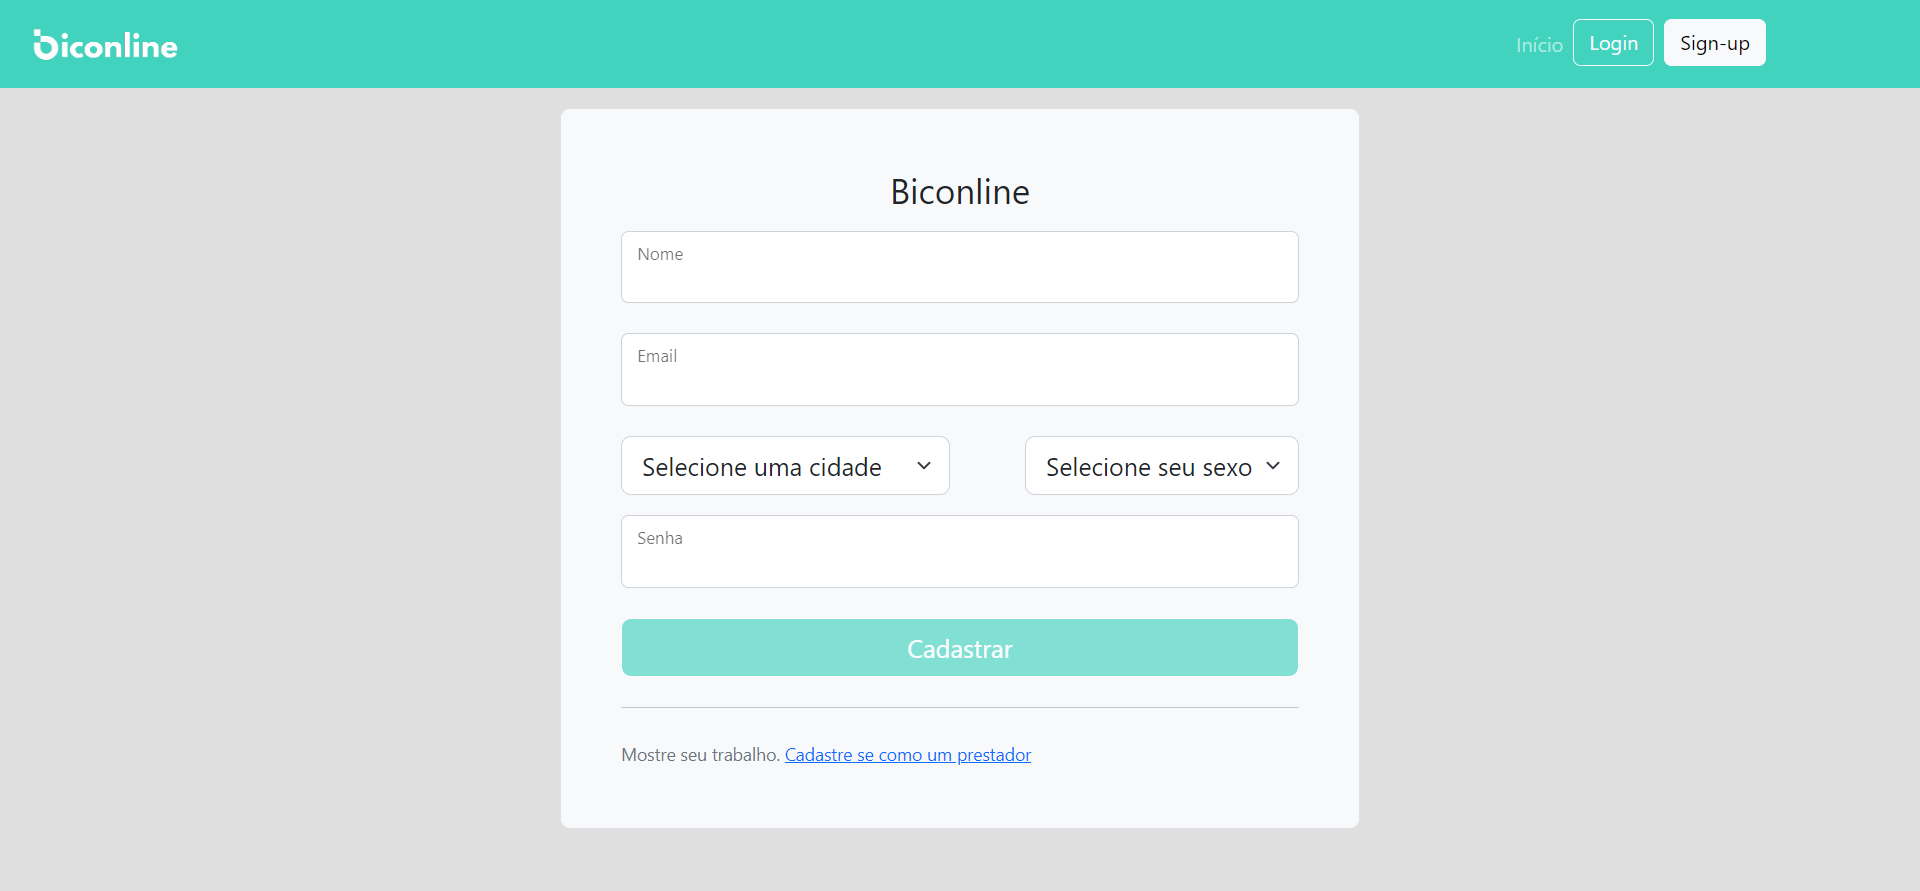 biconline
Início Login Sign-up
Biconline
Nome
Email
Selecione uma cidade Selecione seu sexo
Senha
Cadastrar
Mostre seu trabalho. Cadastre se como um prestador